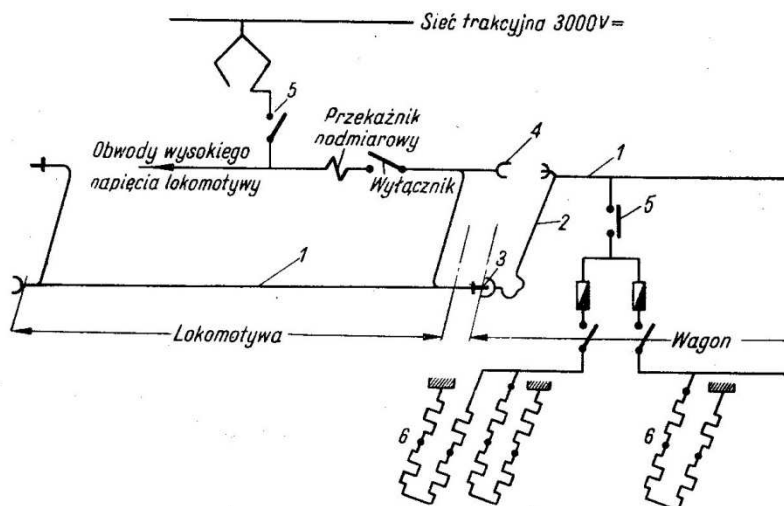 Sieć trakcyjna 3000V=
5
Przekaźnik
nadmiarowy
4
Obwody wysokiego
napięcia lokomotywy
Wyłącznik
1
2
5
1
3
Lokomotywa
Wagon
6
6